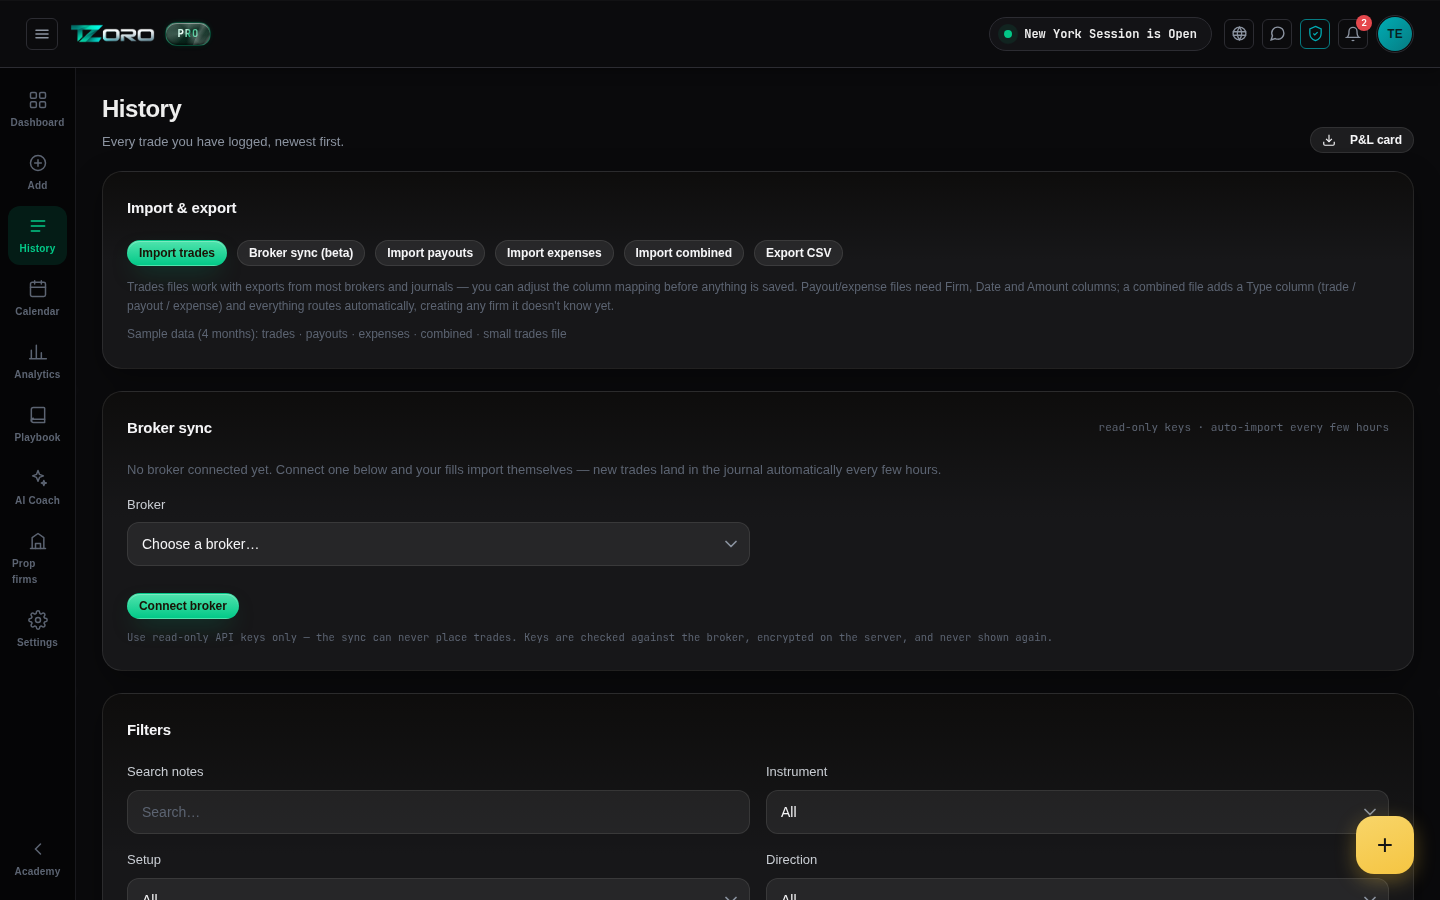 TZORO PRO
New York Session is Open
2
TE
Dashboard
Add
History
Calendar
Analytics
Playbook
AI Coach
Prop
firms
Settings
Academy
History
Every trade you have logged, newest first.
P&L card
Import & export
Import trades Broker sync (beta) Import payouts Import expenses Import combined Export CSV
Trades files work with exports from most brokers and journals — you can adjust the column mapping before anything is saved. Payout/expense files need Firm, Date and Amount columns; a combined file adds a Type column (trade /
payout / expense) and everything routes automatically, creating any firm it doesn't know yet.
Sample data (4 months): trades · payouts · expenses · combined · small trades file
Broker sync
read-only keys · auto-import every few hours
No broker connected yet. Connect one below and your fills import themselves — new trades land in the journal automatically every few hours.
Broker
Choose a broker…
Connect broker
Use read-only API keys only — the sync can never place trades. Keys are checked against the broker, encrypted on the server, and never shown again.
Filters
Search notes
Search…
Instrument
All
Setup
All
Direction
All
+